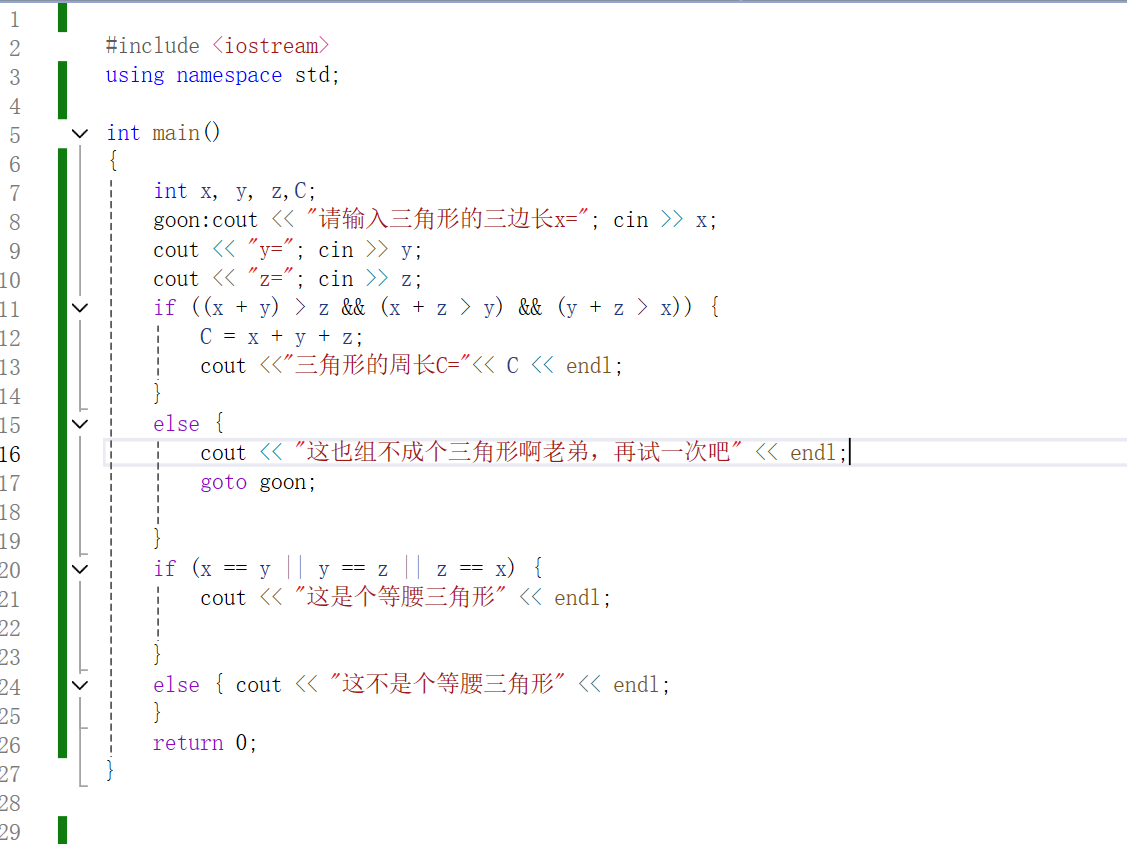 1
2 #include <iostream>
3 using namespace std;
4
5 int main()
6 {
7 int x, y, z,C;
8 goon:cout << "请输入三角形的三边长x="; cin >> x;
9 cout << "y="; cin >> y;
10 cout << "z="; cin >> z;
11 if ((x + y) > z && (x + z > y) && (y + z > x)) {
12 C = x + y + z;
13 cout <<"三角形的周长C="<< C << endl;
14 }
15 else {
16 cout << "这也组不成个三角形啊老弟，再试一次吧" << endl;
17 goto goon;
18
19 }
20 if (x == y || y == z || z == x) {
21 cout << "这是个等腰三角形" << endl;
22
23 }
24 else { cout << "这不是个等腰三角形" << endl;
25 }
26 return 0;
27 }
28
29